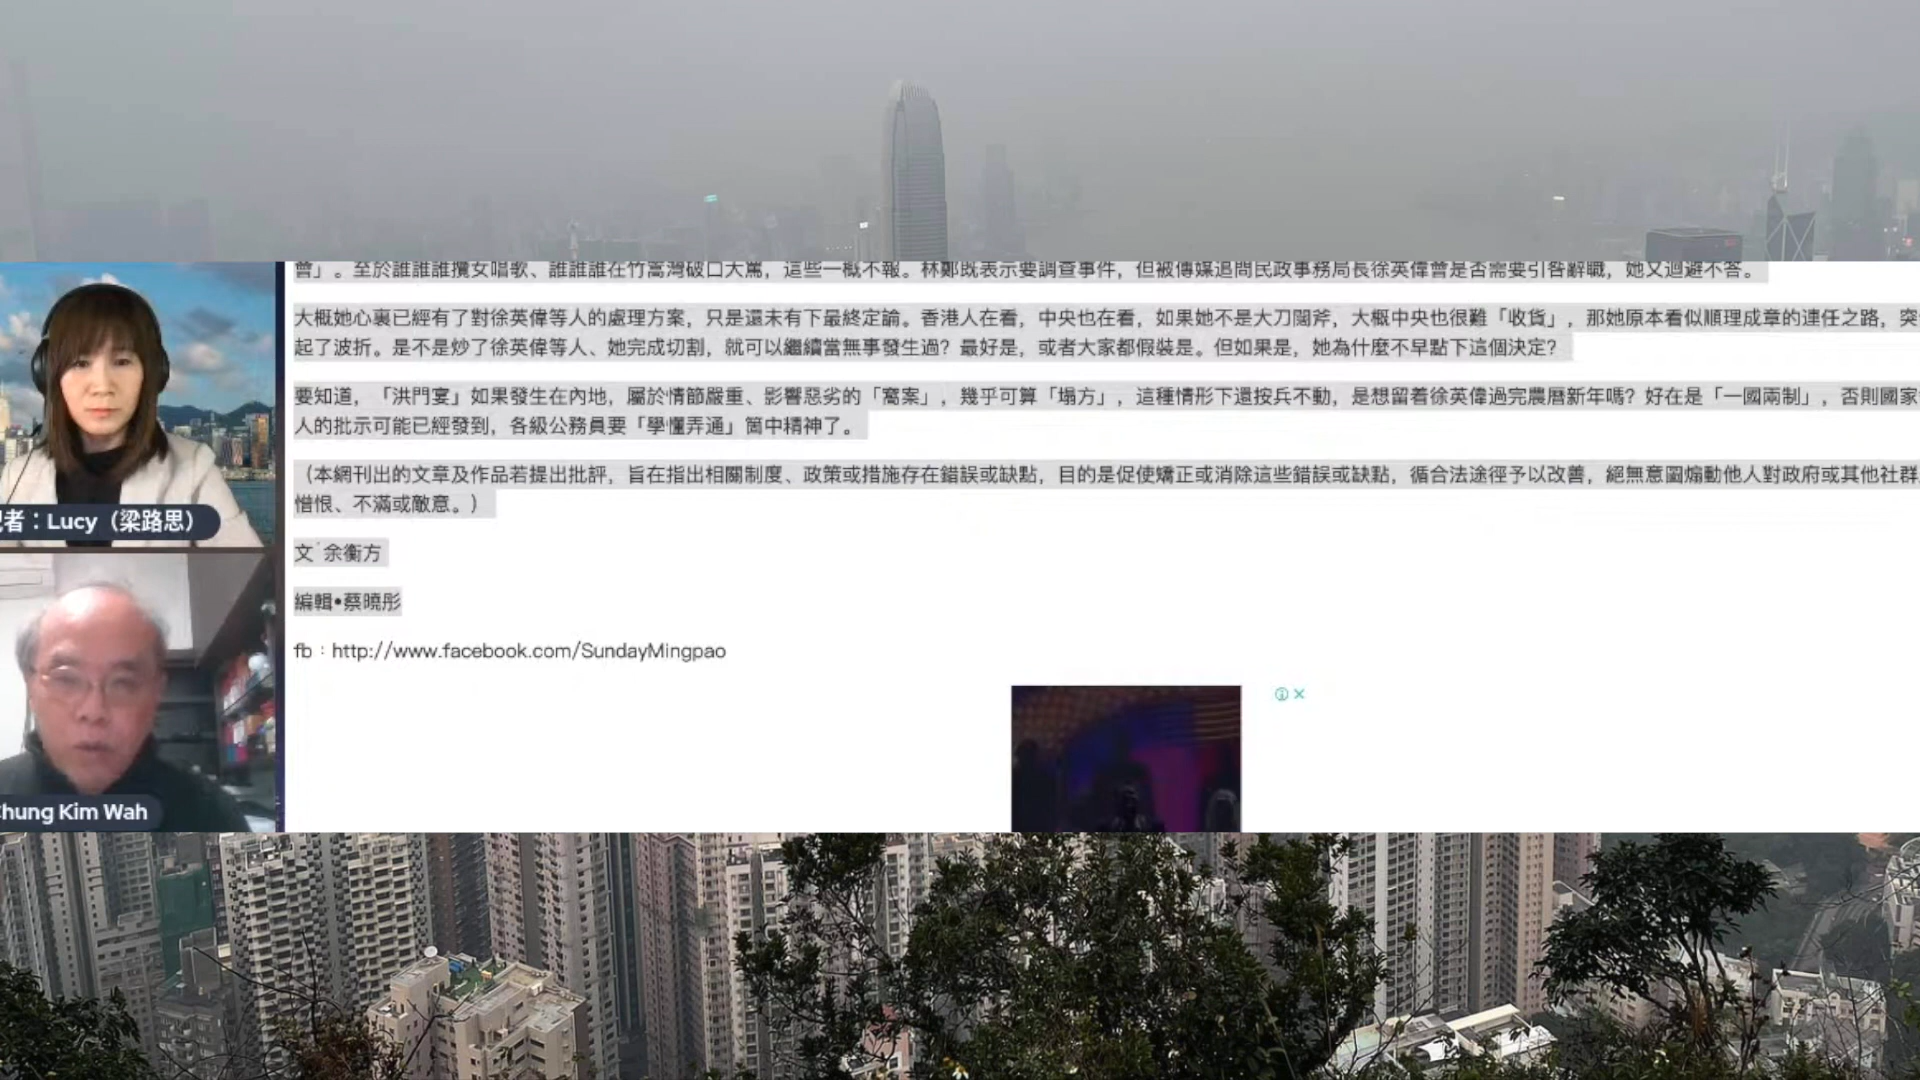 會」。至於誰誰誰攬女唱歌、誰誰誰在竹篙灣破口大罵，這些一概不報。林鄭既表示要調查事件，但被傳媒追問民政事務局長徐英偉會是否需要引咎辭職，她又迴避不答。
大概她心裏已經有了對徐英偉等人的處理方案，只是還未有下最終定論。香港人在看，中央也在看，如果她不是大刀闊斧，大概中央也很難「收貨」，那她原本看似順理成章的連任之路，突
起了波折。是不是炒了徐英偉等人、她完成切割，就可以繼續當無事發生過？最好是，或者大家都假裝是。但如果是，她為什麼不早點下這個決定？
要知道，「洪門宴」如果發生在內地，屬於情節嚴重、影響惡劣的「窩案」，幾乎可算「塌方」，這種情形下還按兵不動，是想留着徐英偉過完農曆新年嗎？好在是「一國兩制」，否則國家
人的批示可能已經發到，各級公務員要「學懂弄通」箇中精神了。
（本網刊出的文章及作品若提出批評，旨在指出相關制度、政策或措施存在錯誤或缺點，目的是促使矯正或消除這些錯誤或缺點，循合法途徑予以改善，絕無意圖煽動他人對政府或其他社群
憎恨、不滿或敵意。）
者：Lucy（梁路思）
文˙余衡方
編輯•蔡曉彤
fb：http://www.facebook.com/SundayMingpao
Chung Kim Wah